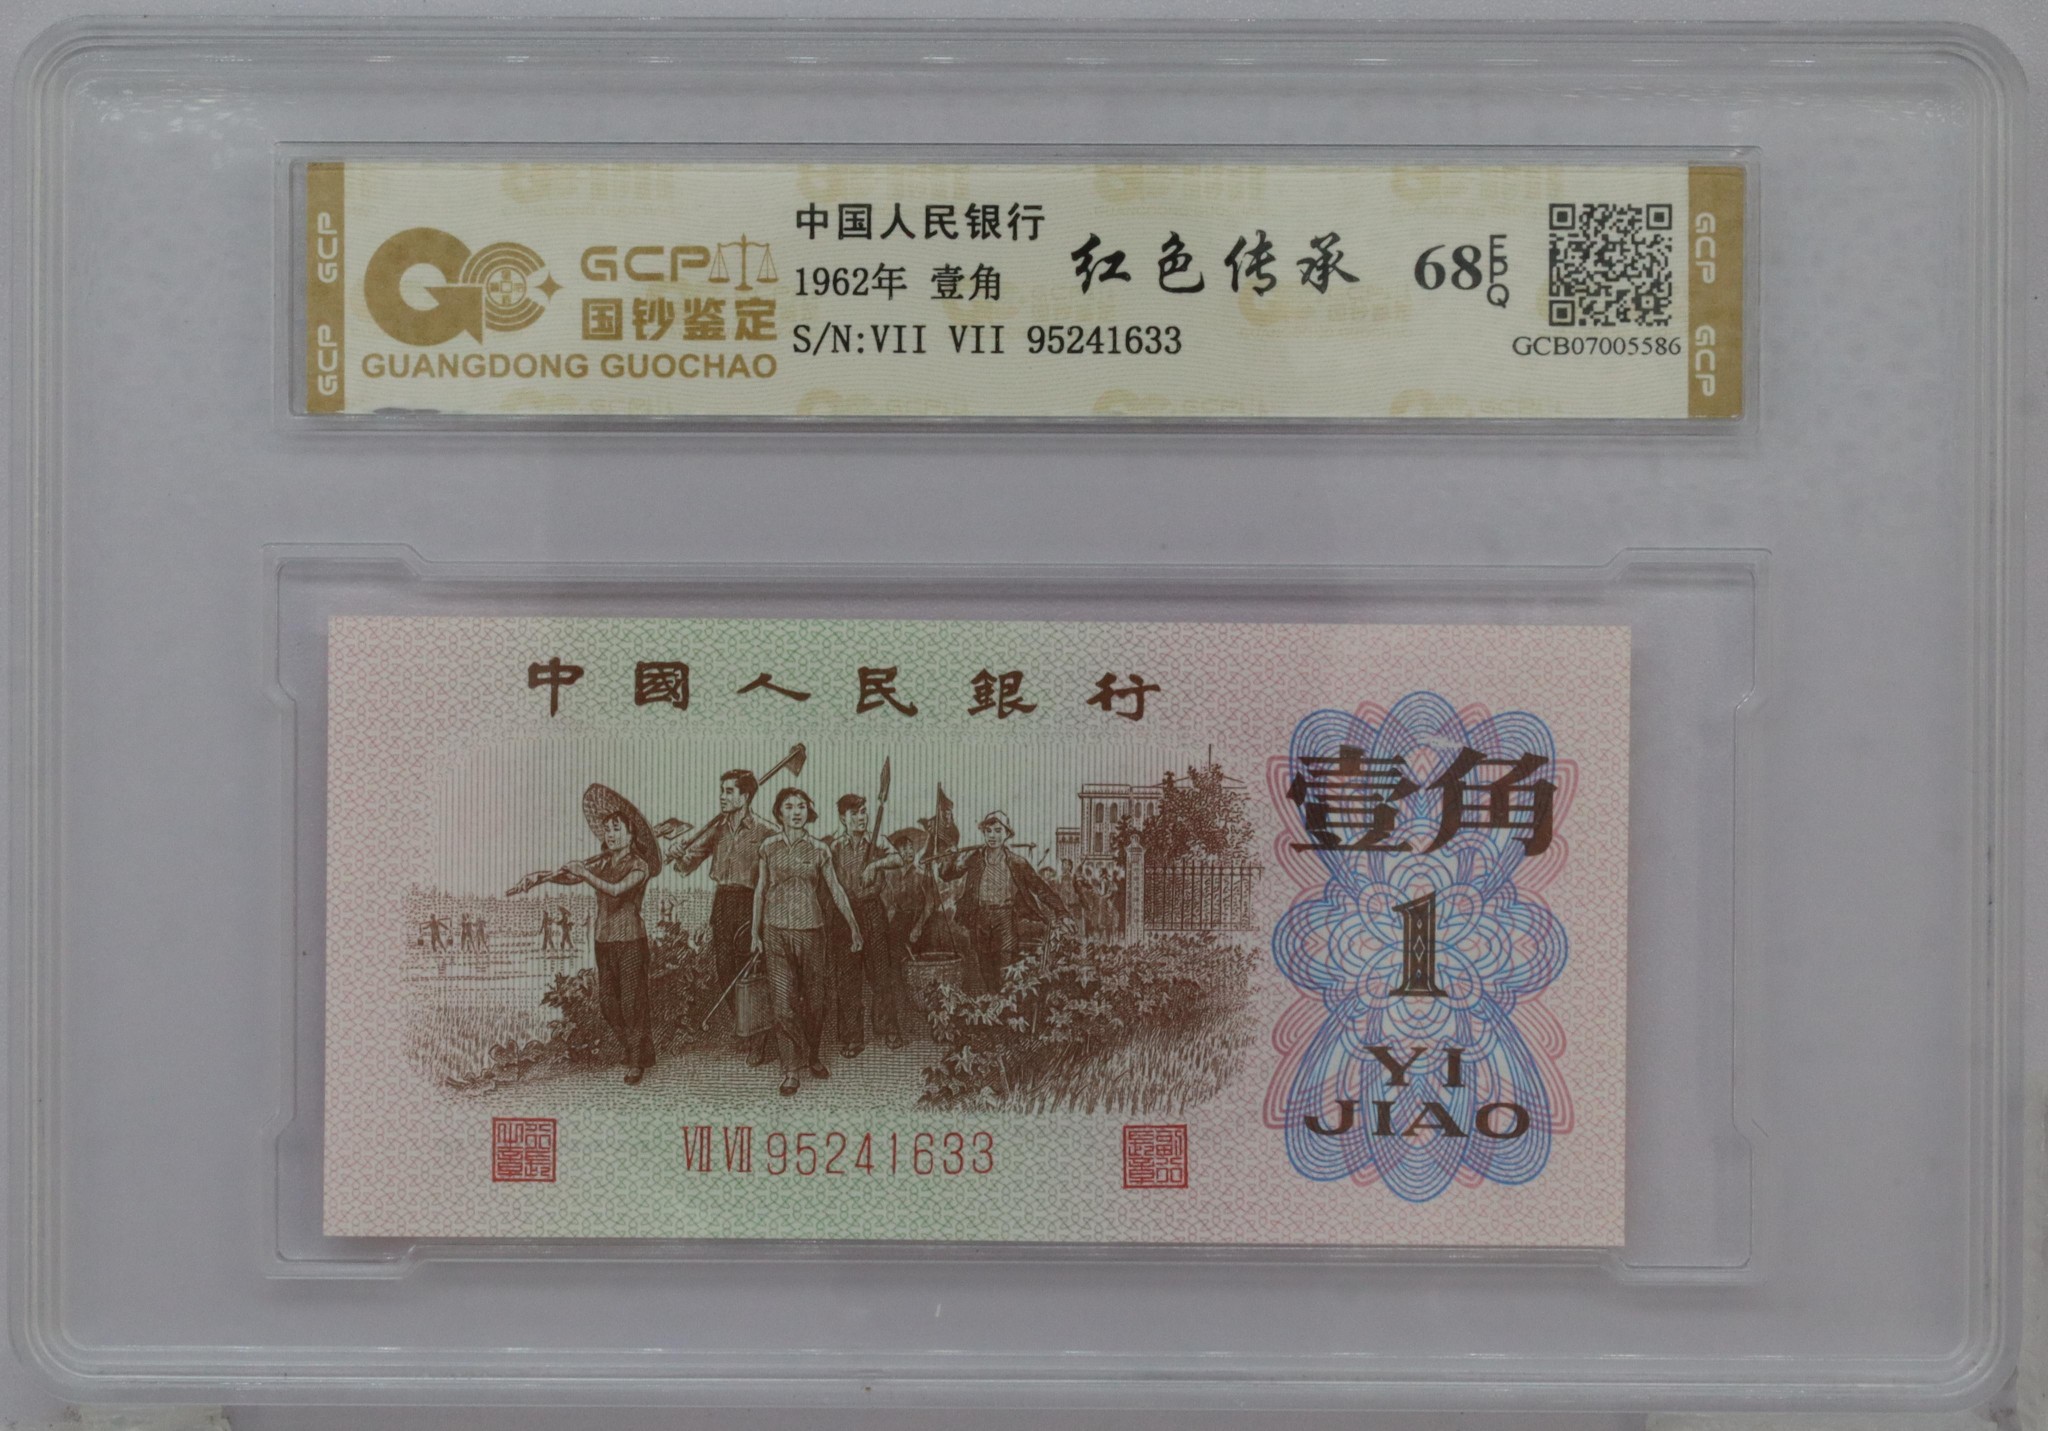 GCP
国钞鉴定
GUANGDONG GUOCHAO
中国人民银行
1962年 壹角
S/N:VII VII 95241633
红色传承
68 EPQ
GCB07005586
GCP
GCP
GCP
GCP
中國人民銀行
壹角
1
YI
JIAO
VII VII 95241633